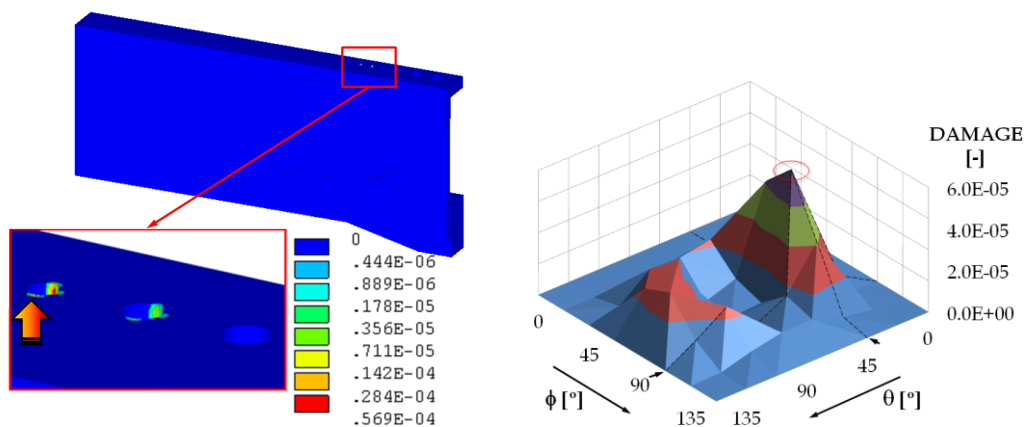 0
.444E-06
.889E-06
.178E-05
.356E-05
.711E-05
.142E-04
.284E-04
.569E-04
DAMAGE
[-]
6.0E-05
4.0E-05
2.0E-05
0.0E+00
0
45
90
135
ϕ [º]
135
90
45
0
θ [º]